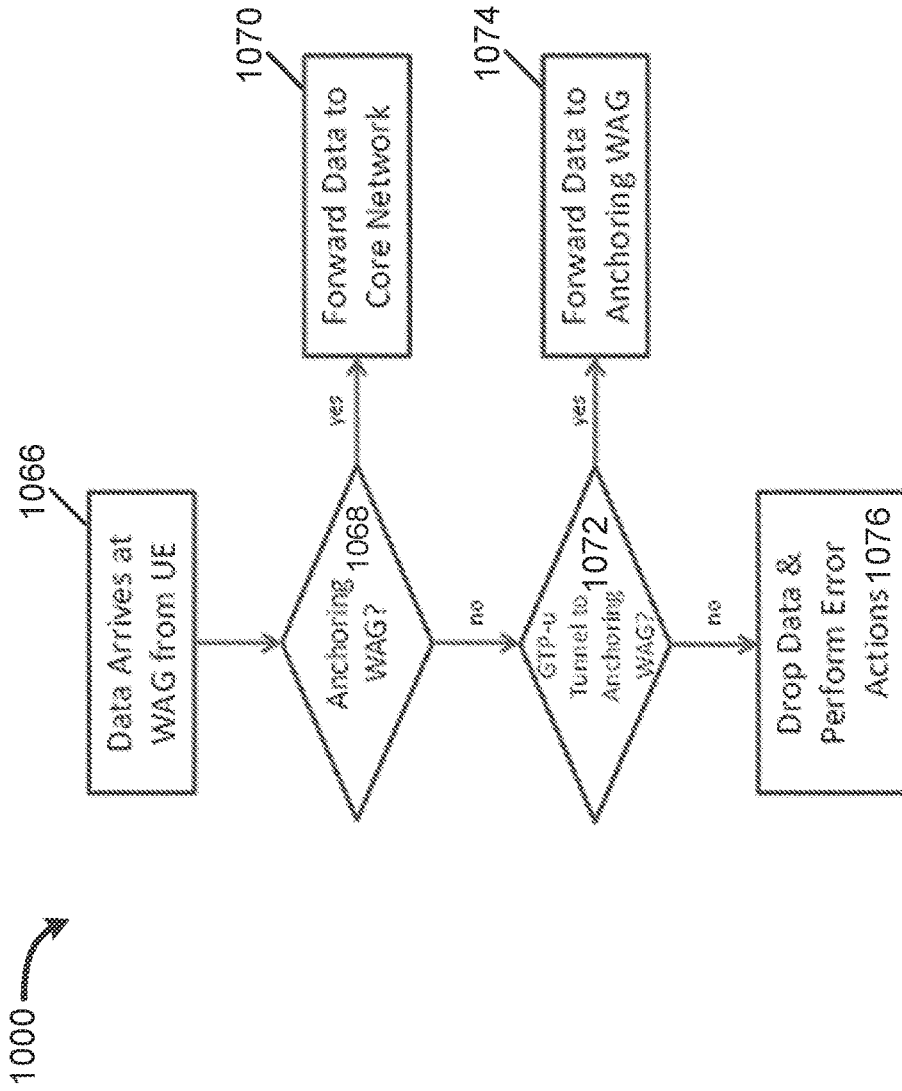 1000
1066
Data Arrives at
WAG from UE
Anchoring
WAG?
1068
yes
1070
Forward Data to
Core Network
no
GTP-u
Tunnel to
Anchoring
WAG?
1072
yes
1074
Forward Data to
Anchoring WAG
no
Drop Data &
Perform Error
Actions 1076